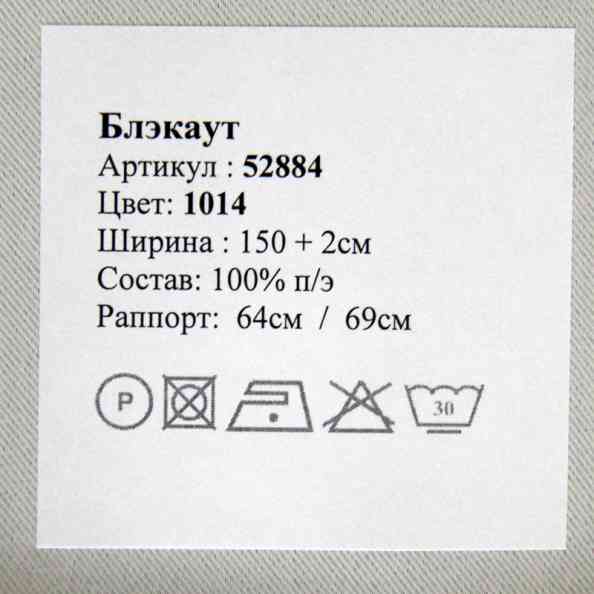 Блэкаут
Артикул : 52884
Цвет: 1014
Ширина : 150 + 2см
Состав: 100% п/э
Раппорт: 64см / 69см
P
30